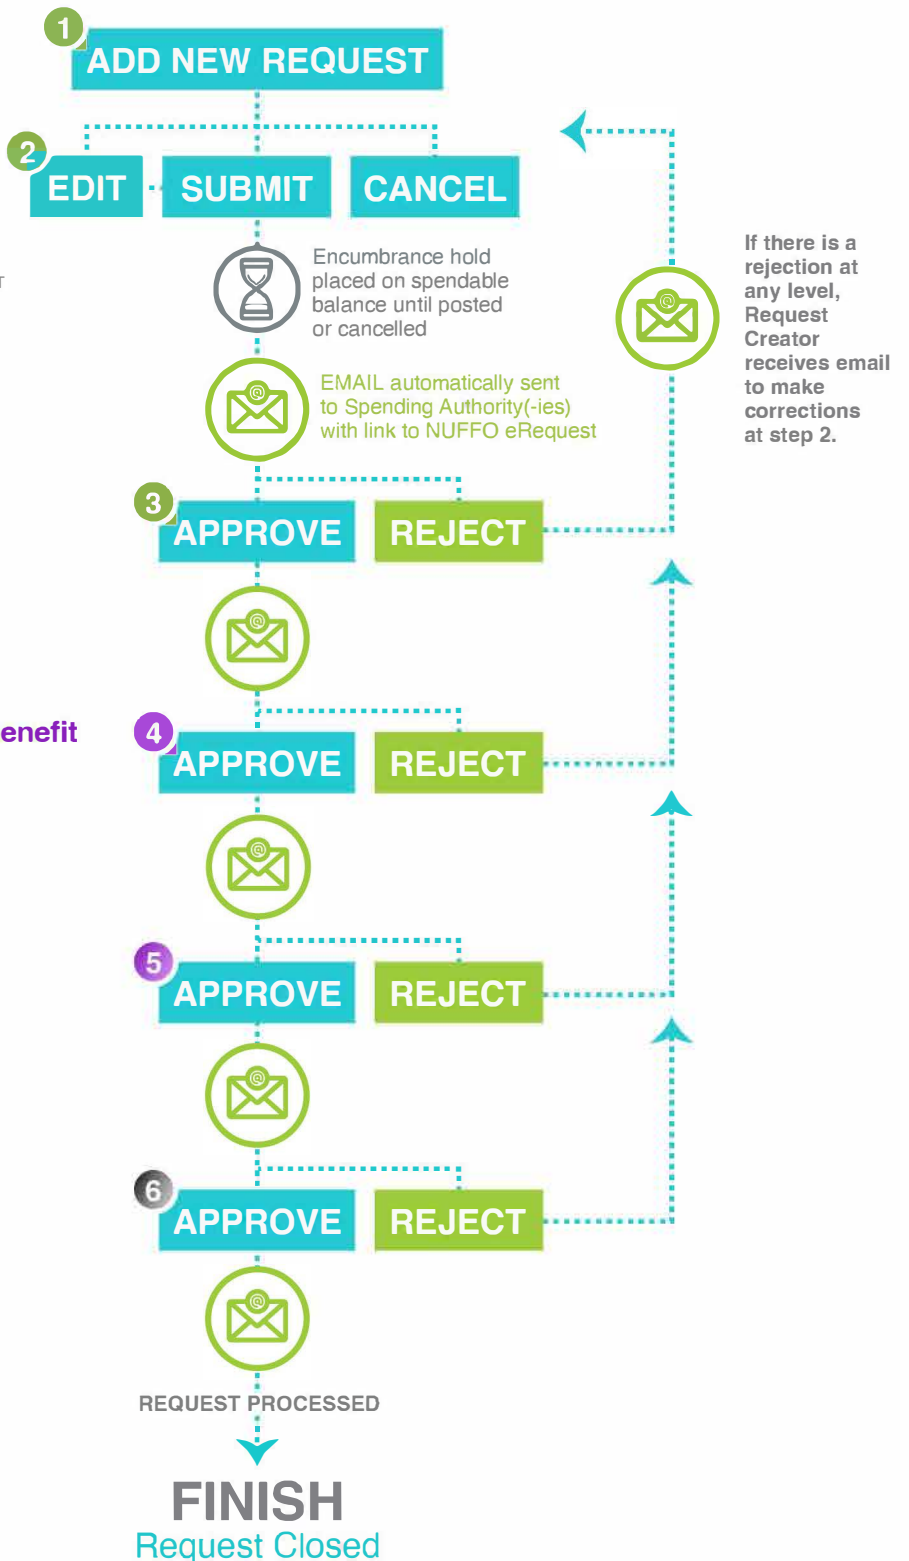 1
ADD NEW REQUEST
2
EDIT
SUBMIT
CANCEL
Encumbrance hold
placed on spendable
balance until posted
or cancelled
If there is a
rejection at
any level,
Request
Creator
receives email
to make
corrections
at step 2.
T
@
@
EMAIL automatically sent
to Spending Authority(-ies)
with link to NUFFO eRequest
3
APPROVE
REJECT
@
enefit
4
APPROVE
REJECT
@
5
APPROVE
REJECT
@
6
APPROVE
REJECT
@
REQUEST PROCESSED
FINISH
Request Closed